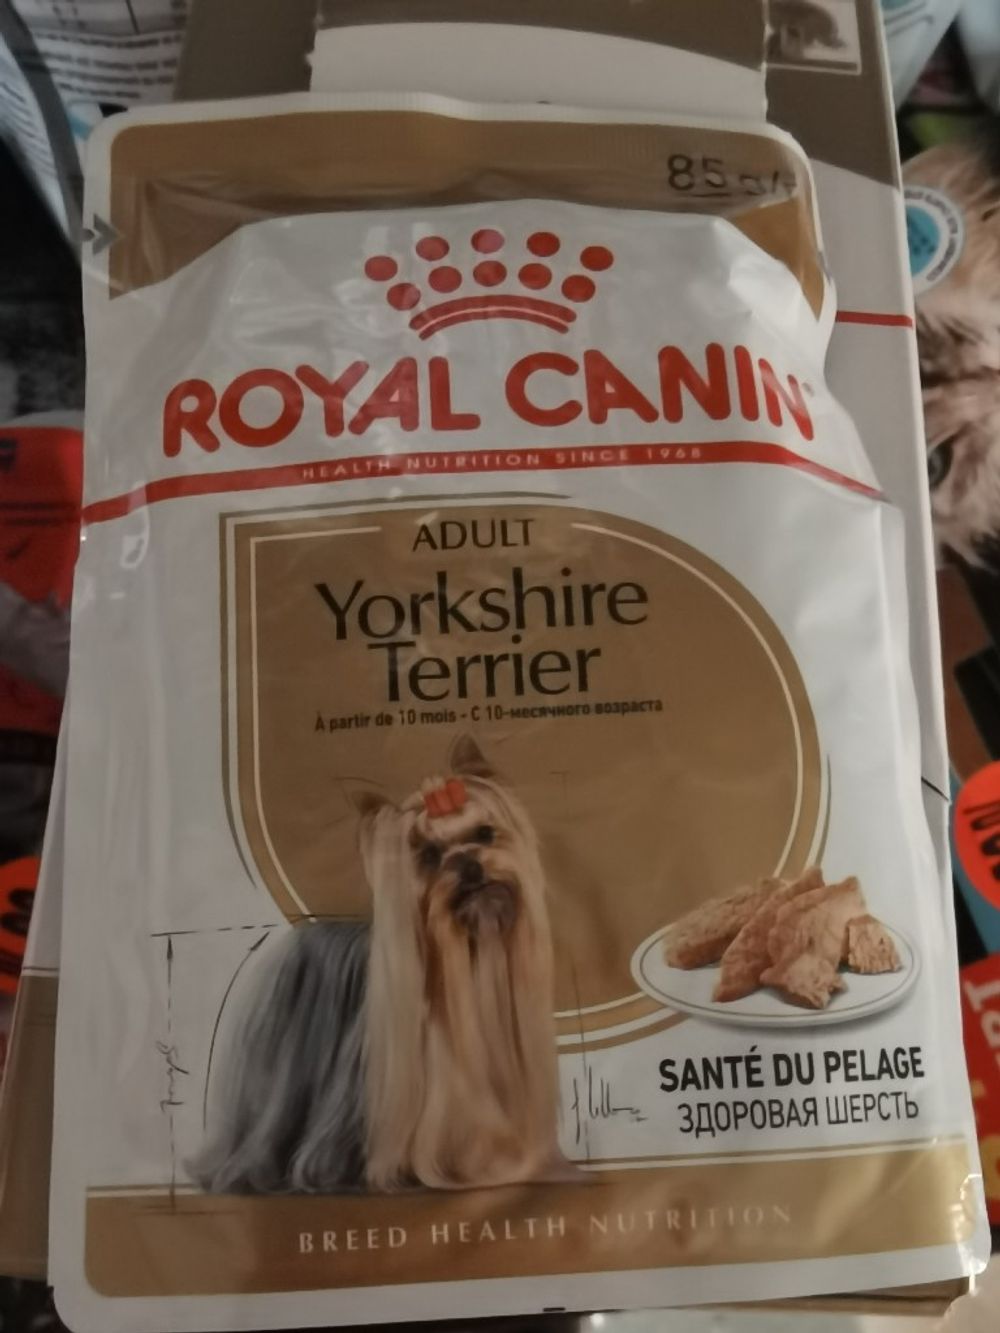 85 g/г
ROYAL CANIN
HEALTH NUTRITION SINCE 1968
ADULT
Yorkshire
Terrier
À partir de 10 mois - С 10-месячного возраста
SANTÉ DU PELAGE
ЗДОРОВАЯ ШЕРСТЬ
BREED HEALTH NUTRITION